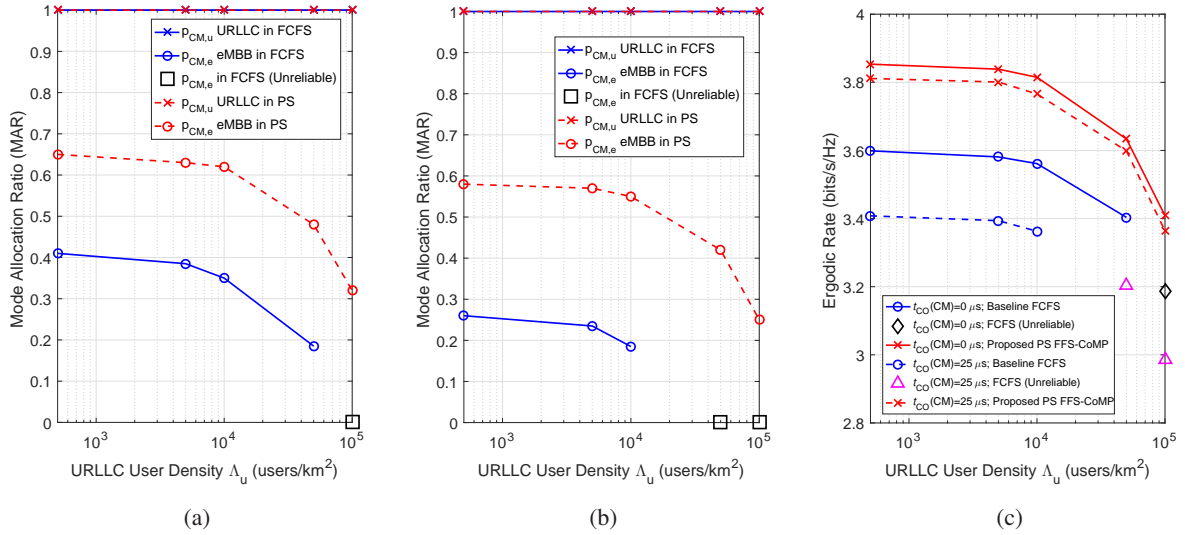 1
0.9
0.8
0.7
0.6
0.5
0.4
0.3
0.2
0.1
0
Mode Allocation Ratio (MAR)
p_CM,u URLLC in FCFS
p_CM,e eMBB in FCFS
p_CM,e in FCFS (Unreliable)
p_CM,u URLLC in PS
p_CM,e eMBB in PS
10^3
10^4
10^5
URLLC User Density Λ_u (users/km^2)
(a)
1
0.9
0.8
0.7
0.6
0.5
0.4
0.3
0.2
0.1
0
Mode Allocation Ratio (MAR)
p_CM,u URLLC in FCFS
p_CM,e eMBB in FCFS
p_CM,e in FCFS (Unreliable)
p_CM,u URLLC in PS
p_CM,e eMBB in PS
10^3
10^4
10^5
URLLC User Density Λ_u (users/km^2)
(b)
4
3.8
3.6
3.4
3.2
3
2.8
Ergodic Rate (bits/s/Hz)
t_CO(CM)=0 μs; Baseline FCFS
t_CO(CM)=0 μs; FCFS (Unreliable)
t_CO(CM)=0 μs; Proposed PS FFS-CoMP
t_CO(CM)=25 μs; Baseline FCFS
t_CO(CM)=25 μs; FCFS (Unreliable)
t_CO(CM)=25 μs; Proposed PS FFS-CoMP
10^3
10^4
10^5
URLLC User Density Λ_u (users/km^2)
(c)